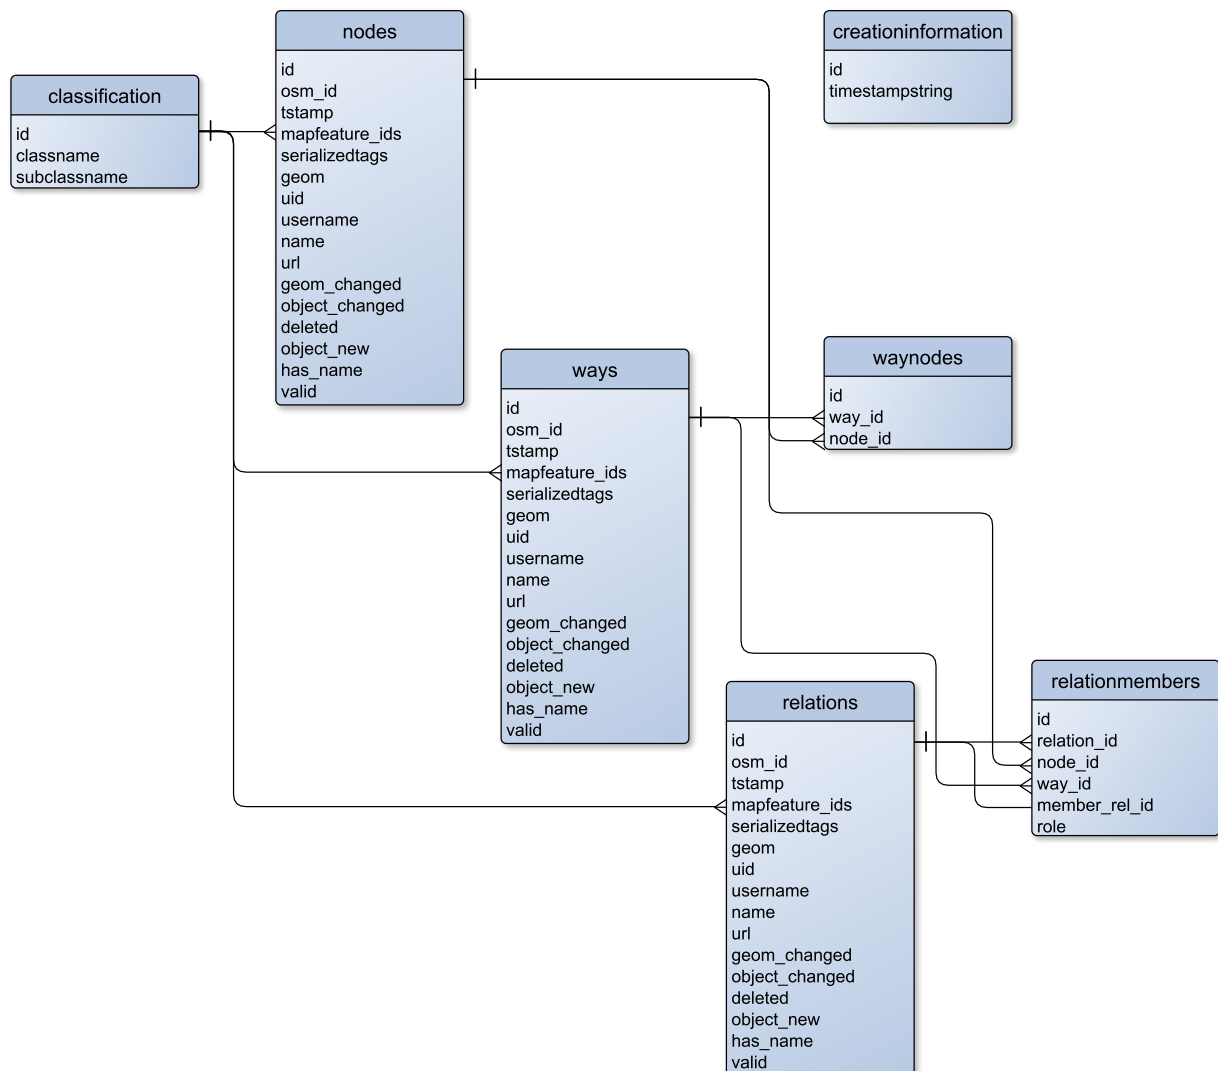 nodes
id
osm_id
tstamp
mapfeature_ids
serializedtags
geom
uid
username
name
url
geom_changed
object_changed
deleted
object_new
has_name
valid
creationinformation
id
timestampstring
classification
id
classname
subclassname
ways
id
osm_id
tstamp
mapfeature_ids
serializedtags
geom
uid
username
name
url
geom_changed
object_changed
deleted
object_new
has_name
valid
waynodes
id
way_id
node_id
relations
id
osm_id
tstamp
mapfeature_ids
serializedtags
geom
uid
username
name
url
geom_changed
object_changed
deleted
object_new
has_name
valid
relationmembers
id
relation_id
node_id
way_id
member_rel_id
role